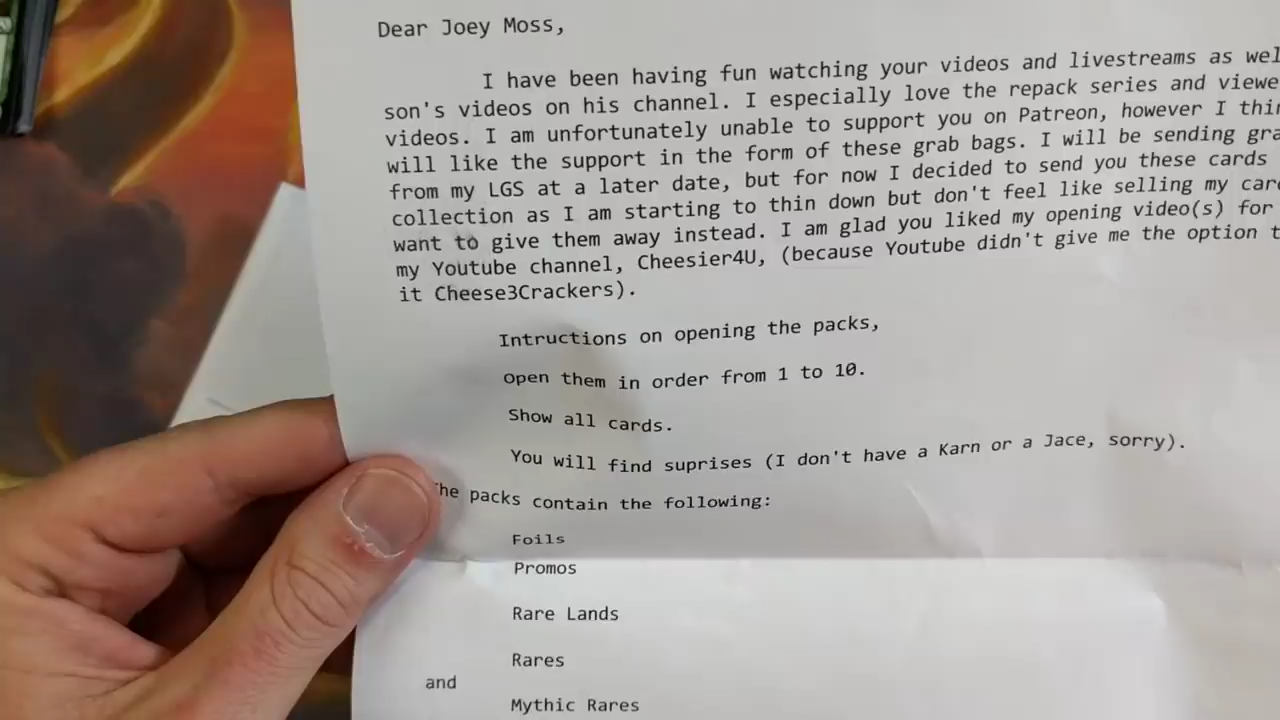 Dear Joey Moss,
I have been having fun watching your videos and livestreams as
son's videos on his channel. I especially love the repack series and
videos. I am unfortunately unable to support you on Patreon, however I
will like the support in the form of these grab bags. I will be sending
from my LGS at a later date, but for now I decided to send you these cards
collection as I am starting to thin down but don't feel like selling my
want to give them away instead. I am glad you liked my opening video(s) for
my Youtube channel, Cheesier4U, (because Youtube didn't give me the option
it Cheese3Crackers).
Intructions on opening the packs,
open them in order from 1 to 10.
Show all cards.
You will find suprises (I don't have a Karn or a Jace, sorry).
packs contain the following:
Foils
Promos
Rare Lands
Rares
and
Mythic Rares